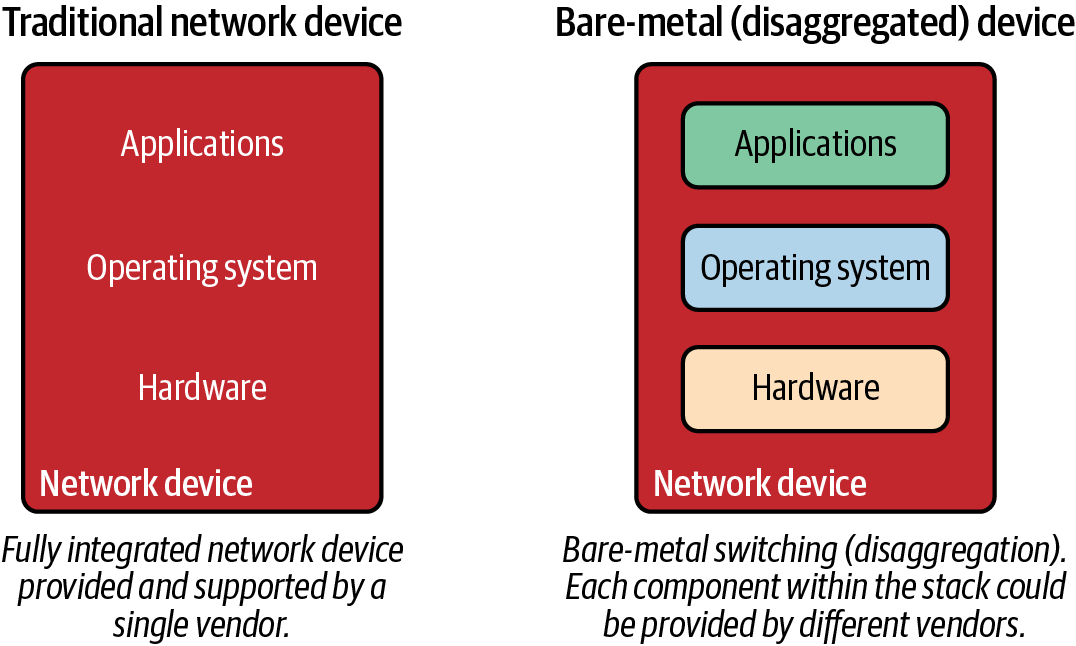 Traditional network device
Applications
Operating system
Hardware
Network device
Fully integrated network device
provided and supported by a
single vendor.
Bare-metal (disaggregated) device
Applications
Operating system
Hardware
Network device
Bare-metal switching (disaggregation).
Each component within the stack could
be provided by different vendors.